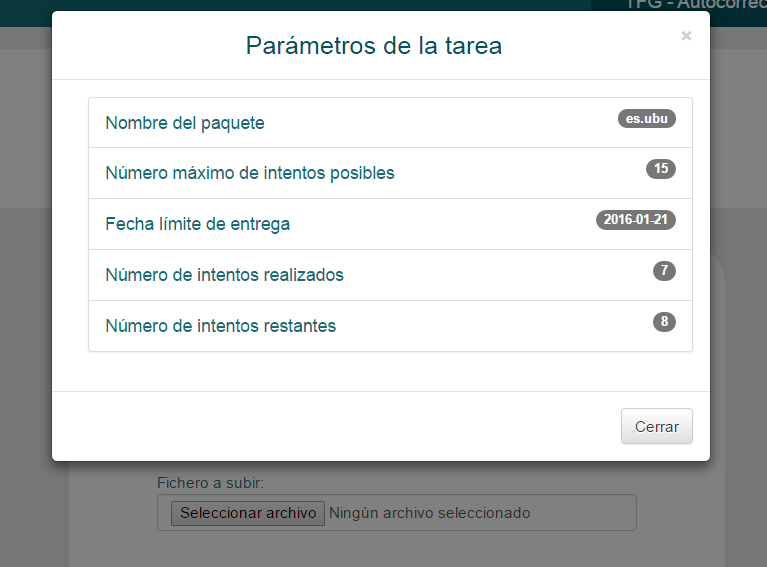 TFG - Autocorrec
Parámetros de la tarea
×
Nombre del paquete es.ubu
Número máximo de intentos posibles 15
Fecha límite de entrega 2016-01-21
Número de intentos realizados 7
Número de intentos restantes 8
Cerrar
Fichero a subir:
Seleccionar archivo Ningún archivo seleccionado